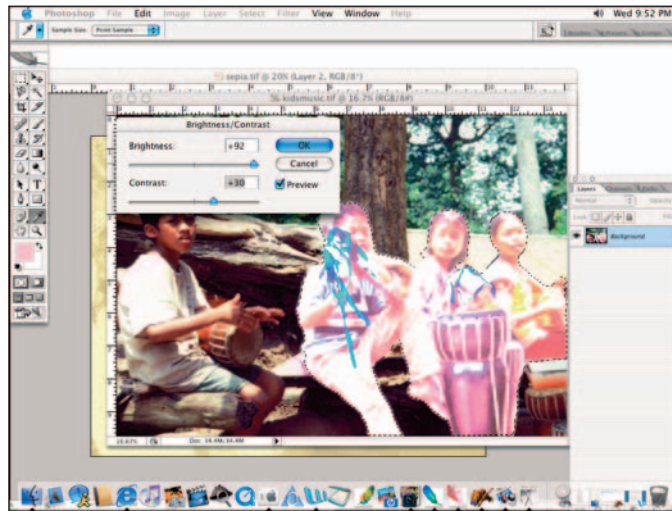 Photoshop File Edit Image Layer Select Filter View Window Help
Wed 9:52 PM
Sample Size: Point Sample
sepia.tif @ 20% (Layer 2, RGB/8*)
kidsmusic.tif @ 16.7% (RGB/8#)
Brightness/Contrast
Brightness: +92
OK
Cancel
Contrast: +30
Preview
Layers
Normal
Opacity
Lock:
Background
16.67%
Doc: 34.4M/34.4M